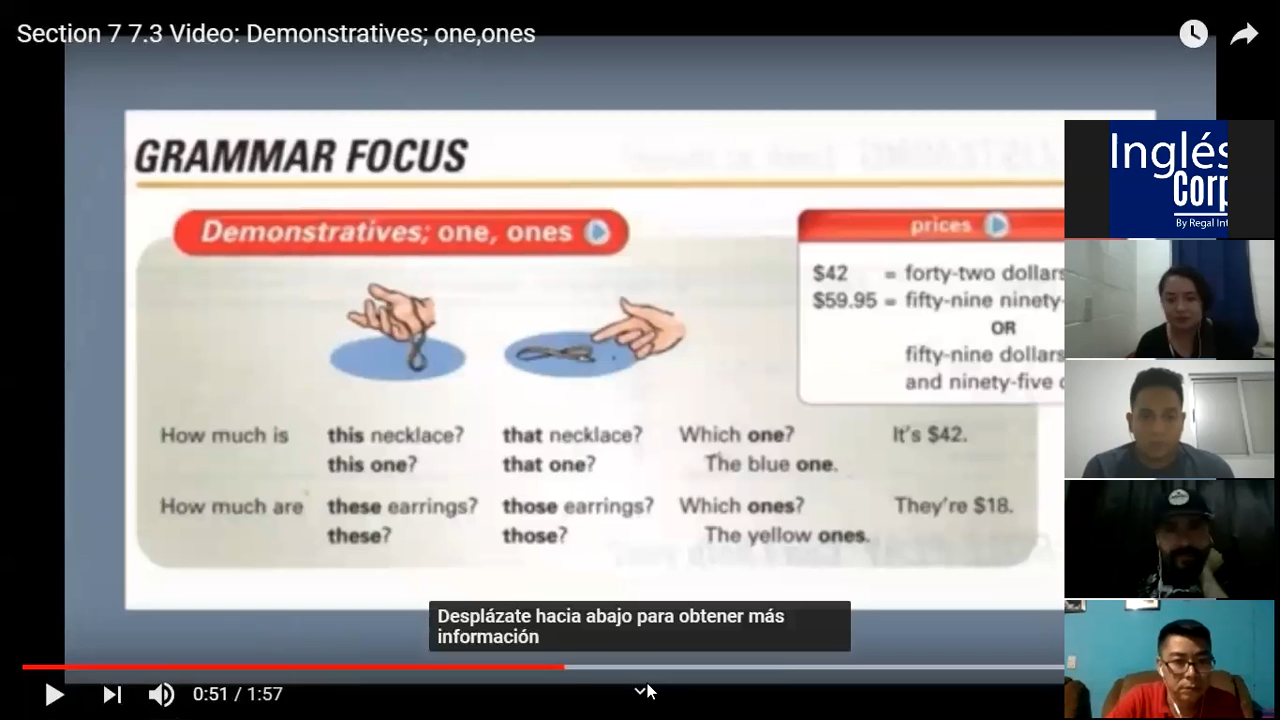 Section 7 7.3 Video: Demonstratives; one,ones
GRAMMAR FOCUS
Demonstratives; one, ones
prices
$42 = forty-two dollars
$59.95 = fifty-nine ninety-
OR
fifty-nine dollars
and ninety-five
How much is this necklace? that necklace? Which one? It's $42.
this one? that one? The blue one.
How much are these earrings? those earrings? Which ones? They're $18.
these? those? The yellow ones.
Desplázate hacia abajo para obtener más
información
0:51 / 1:57
Inglés
Corp
By Regal Int